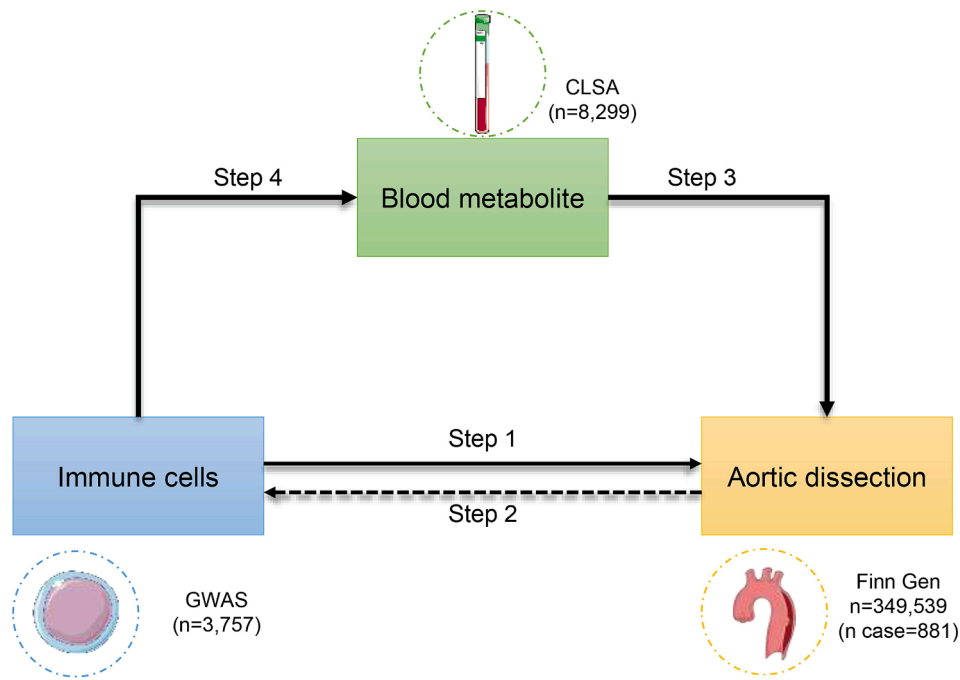 CLSA
(n=8,299)
Step 4
Blood metabolite
Step 3
Step 1
Immune cells
Aortic dissection
Step 2
GWAS
(n=3,757)
Finn Gen
n=349,539
(n case=881)